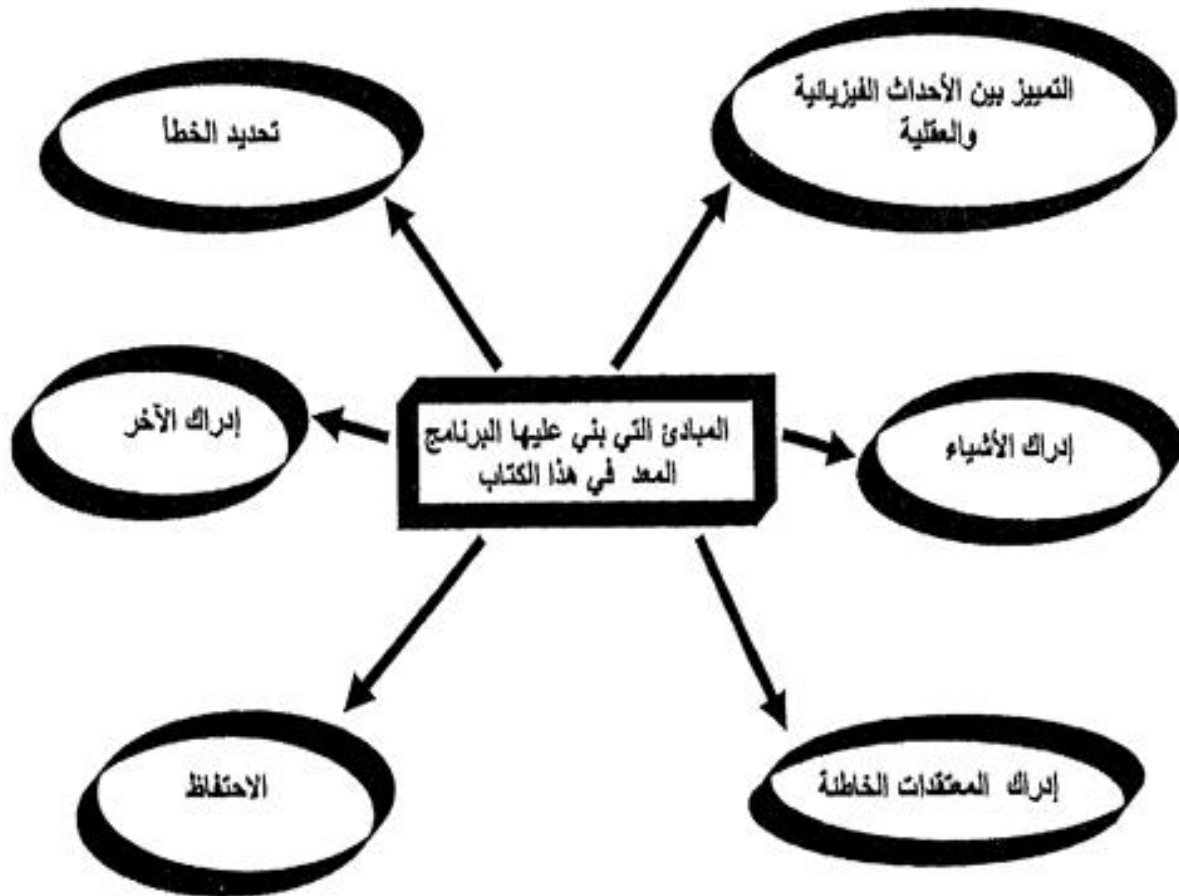 التمييز بين الأحداث الفيزيائية
والعقلية
تحديد الخطأ
إدراك الأشياء
المبادئ التي بني عليها البرنامج
المعد في هذا الكتاب
إدراك الآخر
إدراك المعتقدات الخاطئة
الاحتفاظ